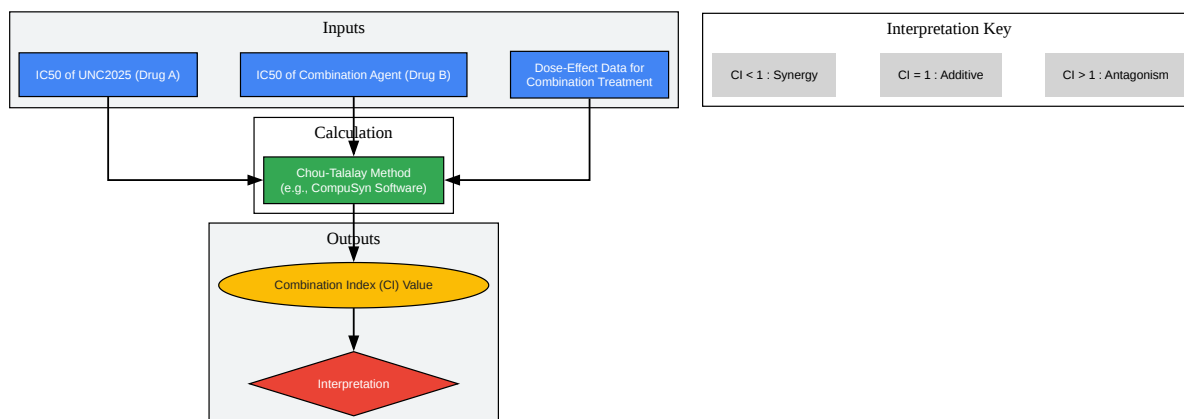 Inputs
IC50 of UNC2025 (Drug A)
IC50 of Combination Agent (Drug B)
Dose-Effect Data for
Combination Treatment
Calculation
Chou-Talalay Method
(e.g., CompuSyn Software)
Outputs
Combination Index (CI) Value
Interpretation
Interpretation Key
CI < 1 : Synergy
CI = 1 : Additive
CI > 1 : Antagonism